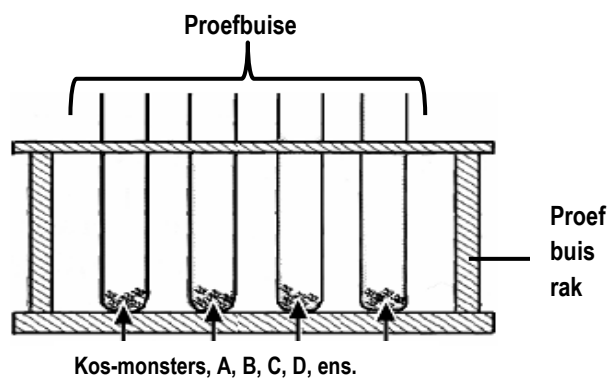 Proefbuise
Proef
buis
rak
Kos-monsters, A, B, C, D, ens.